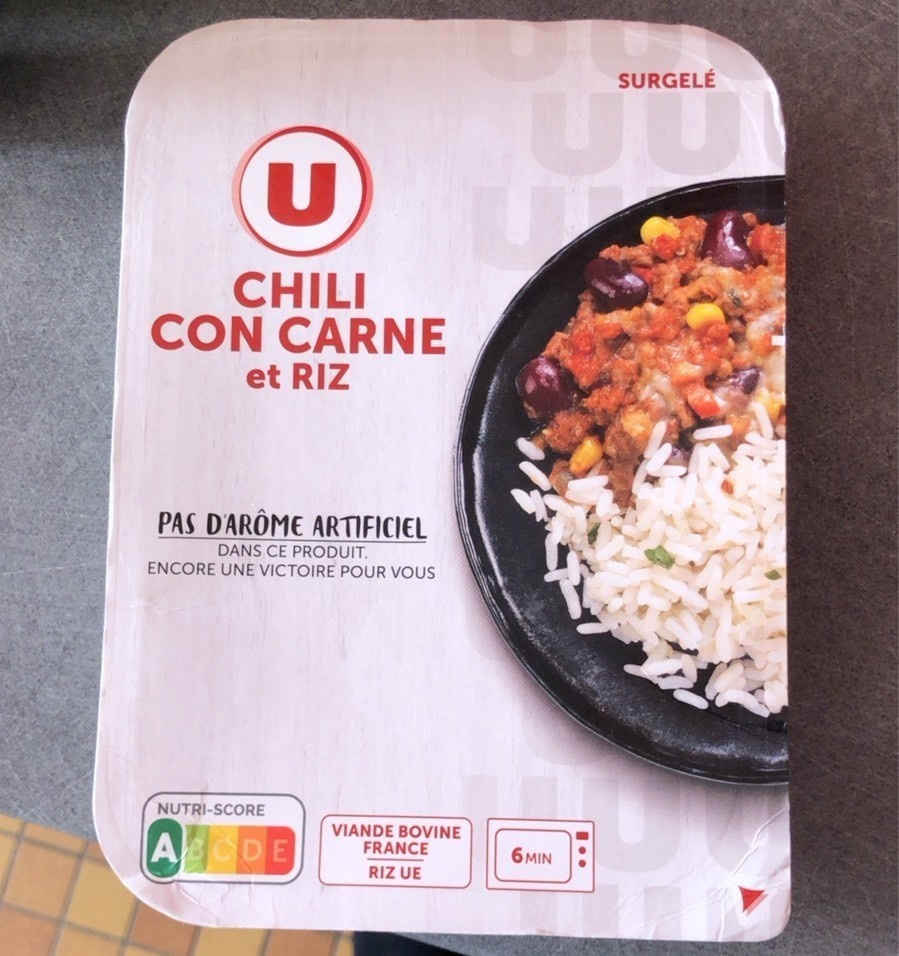 SURGELÉ
U
CHILI
CON CARNE
et RIZ
PAS D'ARÔME ARTIFICIEL
DANS CE PRODUIT.
ENCORE UNE VICTOIRE POUR VOUS
NUTRI-SCORE
A B C D E
VIANDE BOVINE
FRANCE
RIZ UE
6 MIN